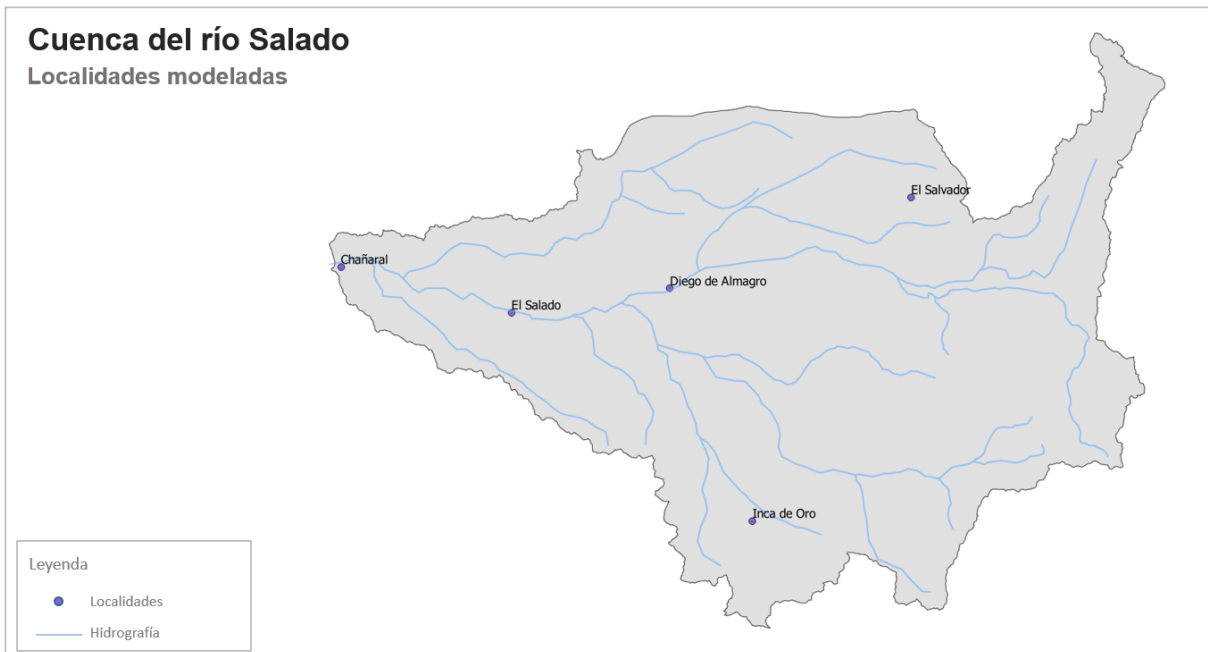 Cuenca del río Salado
Localidades modeladas
El Salvador
Chañaral
Diego de Almagro
El Salado
Inca de Oro
Leyenda
Localidades
Hidrografía